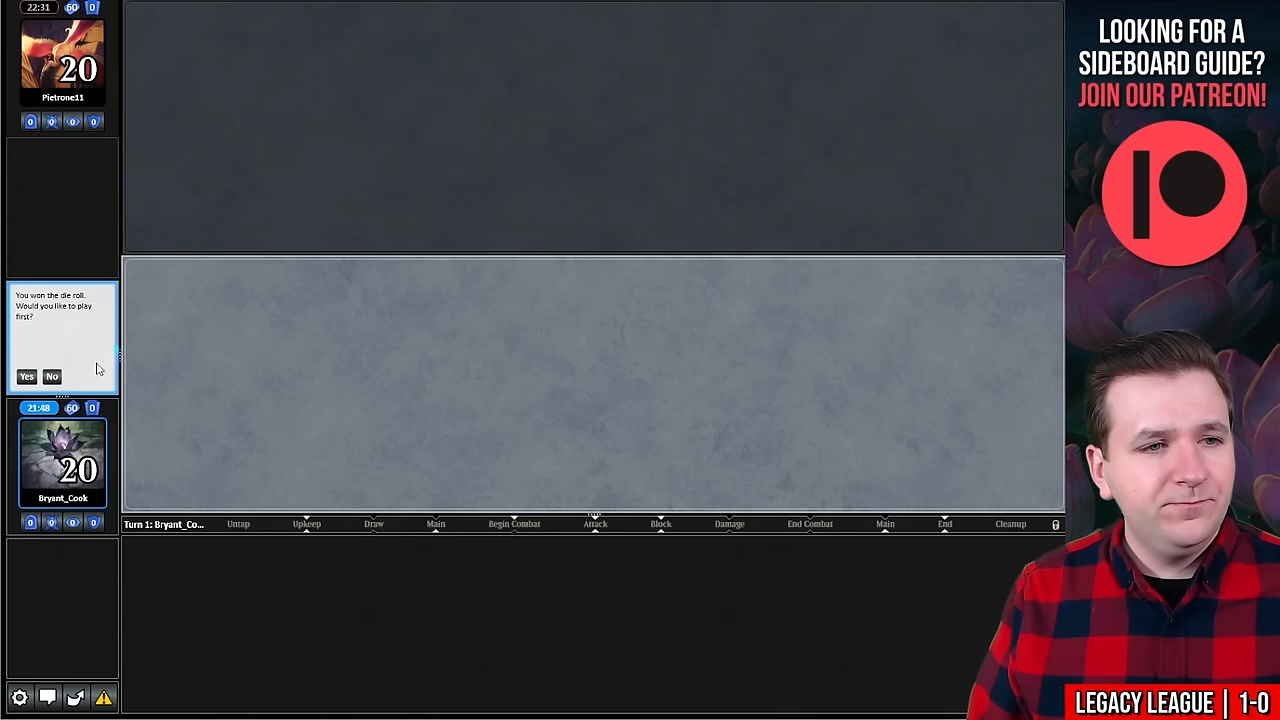 22:31 60 0
20
Pietrone11
0 0 0 0
You won the die roll.
Would you like to play
first?
Yes No
21:48 60 0
20
Bryant_Cook
0 0 0 0
Turn 1: Bryant_Co... Untap Upkeep Draw Main Begin Combat Attack Block Damage End Combat Main End Cleanup
LOOKING FOR A
SIDEBOARD GUIDE?
JOIN OUR PATREON!
LEGACY LEAGUE | 1-0